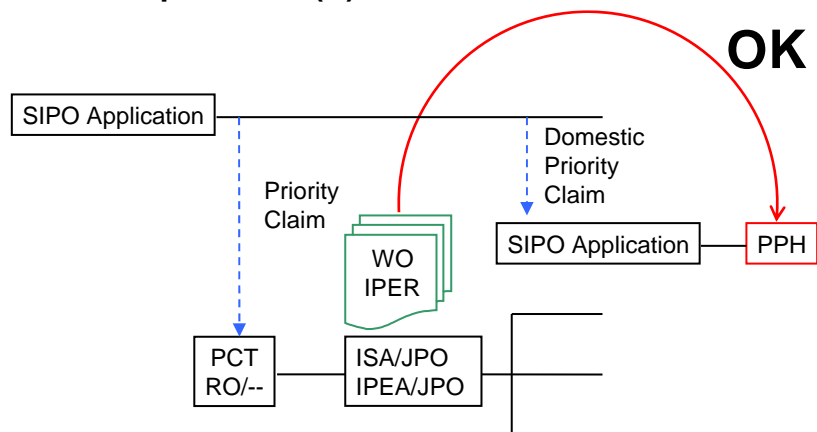 OK
SIPO Application
Domestic
Priority
Claim
Priority
Claim
WO
IPER
SIPO Application
PPH
PCT
RO/--
ISA/JPO
IPEA/JPO